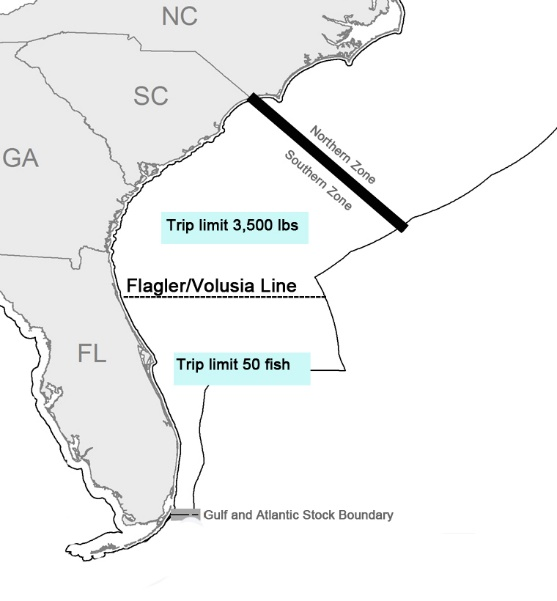 NC
SC
GA
Northern Zone
Southern Zone
Trip limit 3,500 lbs
Flagler/Volusia Line
FL
Trip limit 50 fish
Gulf and Atlantic Stock Boundary